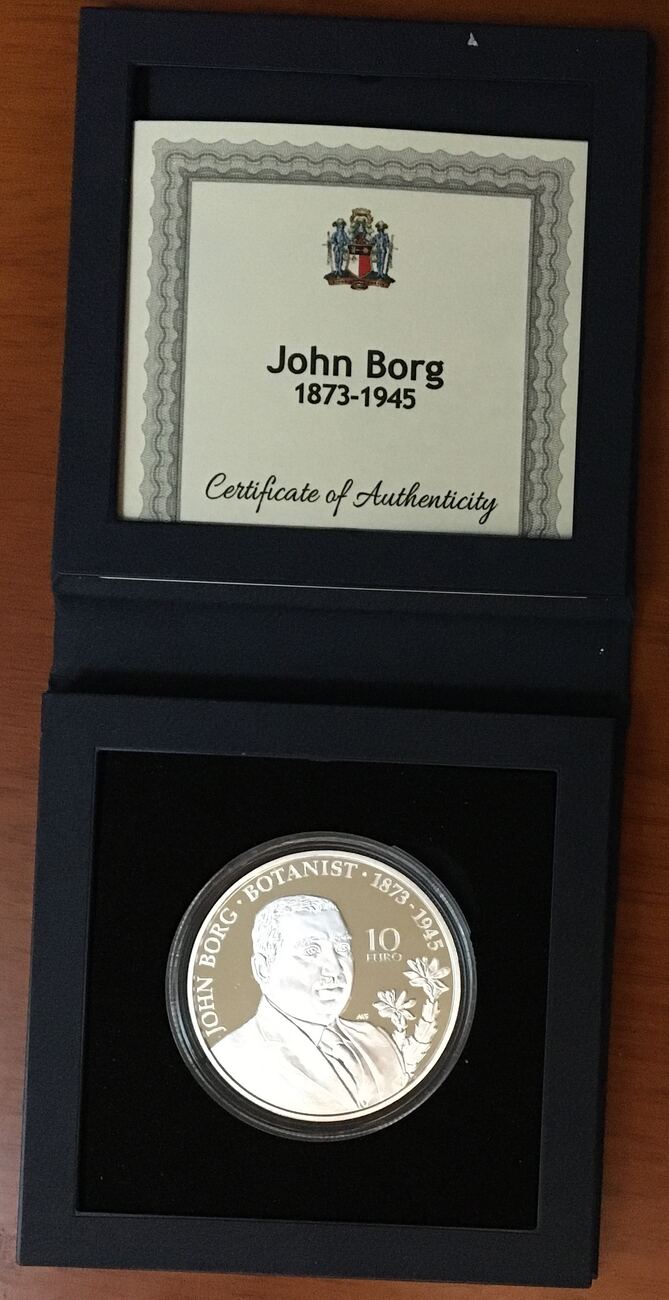 John Borg
1873-1945
Certificate of Authenticity
JOHN BORG · BOTANIST · 1873-1945
10
EURO